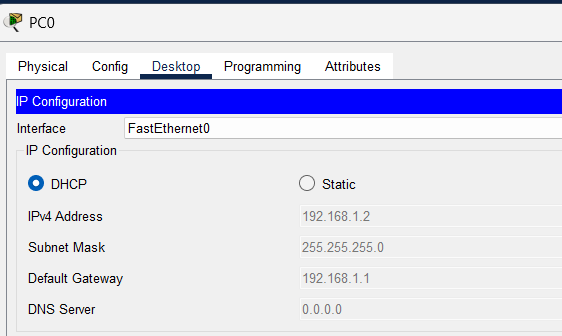 PC0
Physical Config Desktop Programming Attributes
IP Configuration
Interface FastEthernet0
IP Configuration
DHCP Static
IPv4 Address 192.168.1.2
Subnet Mask 255.255.255.0
Default Gateway 192.168.1.1
DNS Server 0.0.0.0